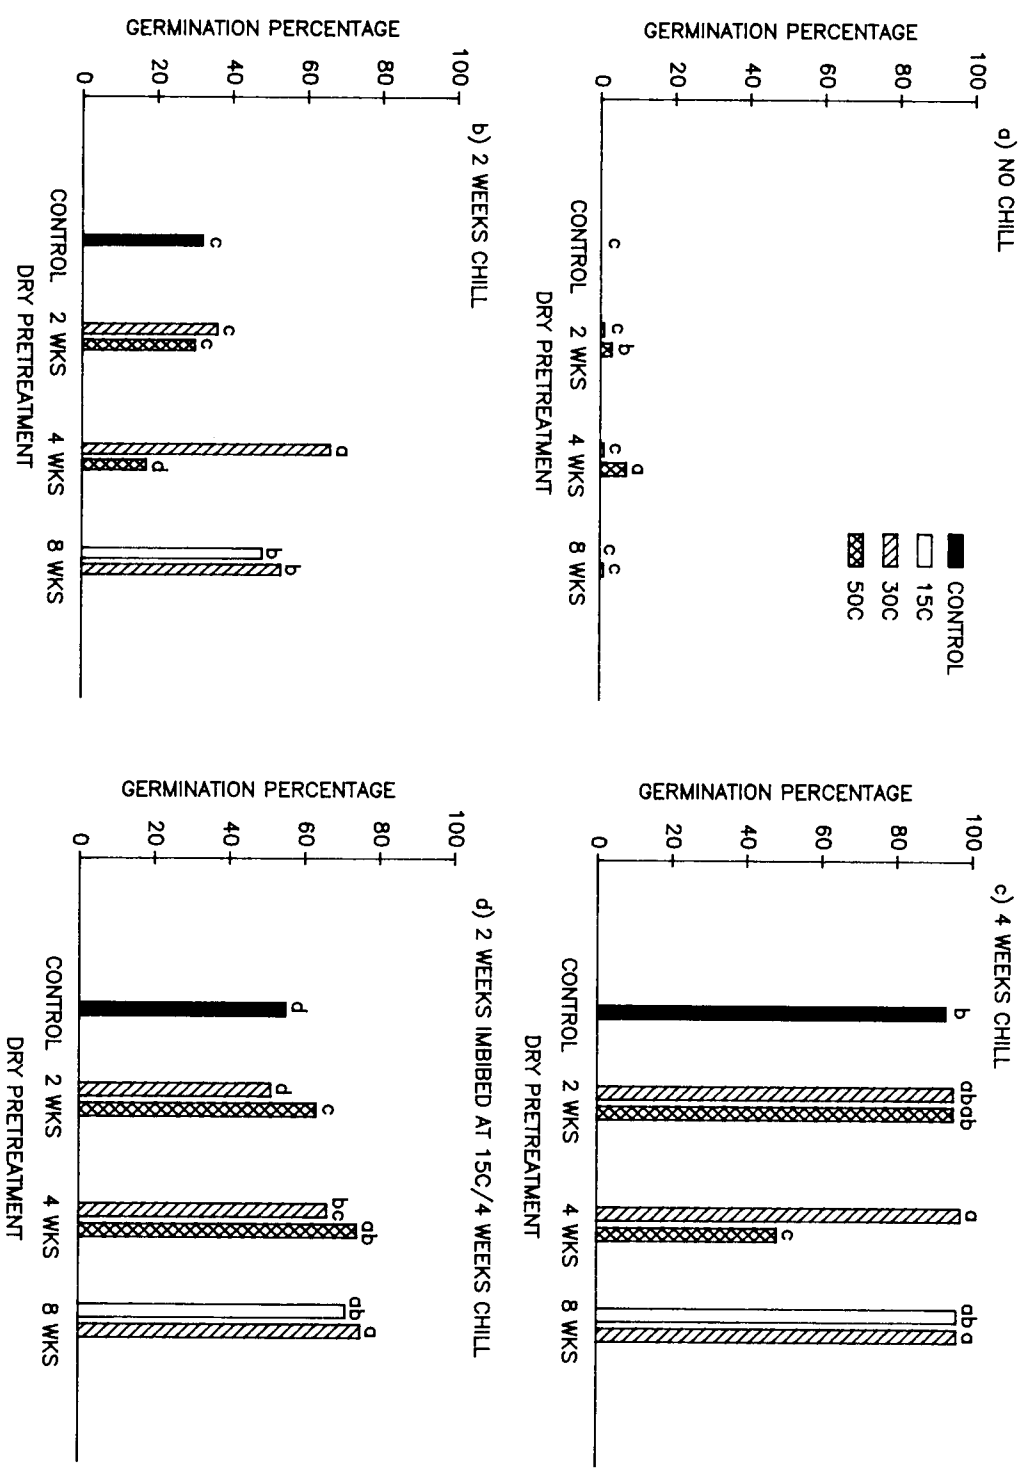 a) NO CHILL
GERMINATION PERCENTAGE
100
80
60
40
20
0
CONTROL
15C
30C
50C
c
c
b
c
a
c
c
CONTROL
2 WKS
4 WKS
8 WKS
DRY PRETREATMENT
b) 2 WEEKS CHILL
GERMINATION PERCENTAGE
100
80
60
40
20
0
c
c
c
a
d
b
b
CONTROL
2 WKS
4 WKS
8 WKS
DRY PRETREATMENT
c) 4 WEEKS CHILL
GERMINATION PERCENTAGE
100
80
60
40
20
0
b
ab
ab
a
c
ab
a
CONTROL
2 WKS
4 WKS
8 WKS
DRY PRETREATMENT
d) 2 WEEKS IMBIBED AT 15C/4 WEEKS CHILL
GERMINATION PERCENTAGE
100
80
60
40
20
0
d
d
c
bc
ab
ab
a
CONTROL
2 WKS
4 WKS
8 WKS
DRY PRETREATMENT